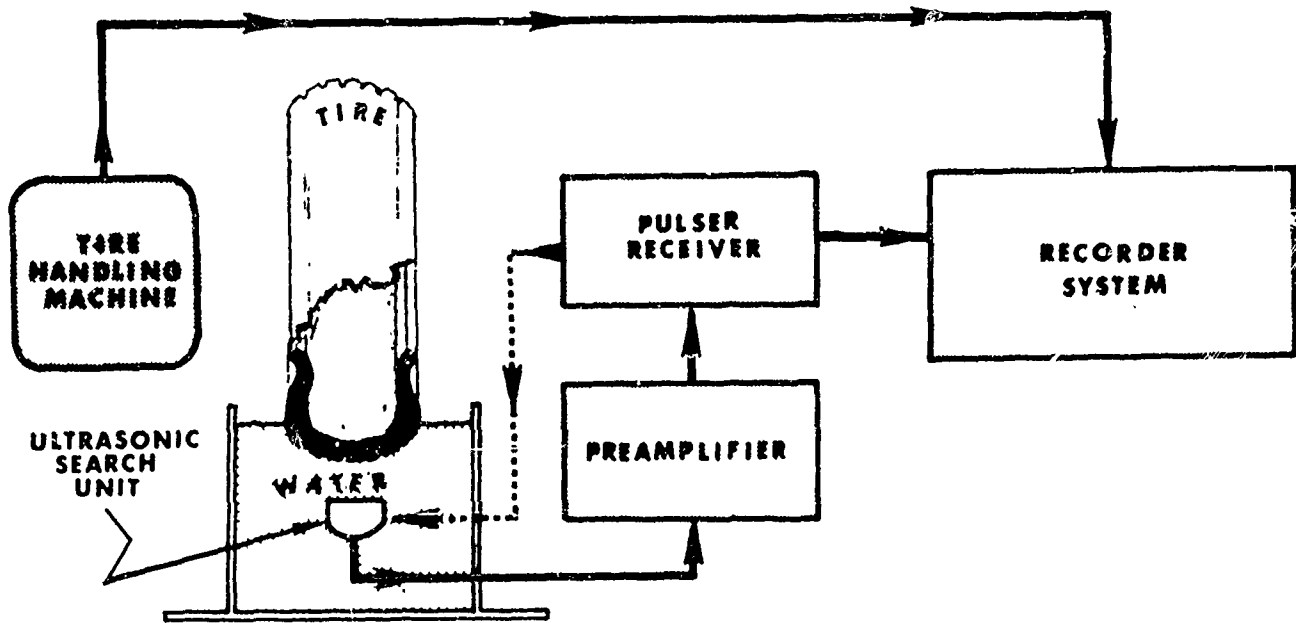 TIRE
TIRE
HANDLING
MACHINE
PULSER
RECEIVER
RECORDER
SYSTEM
ULTRASONIC
SEARCH
UNIT
WATER
PREAMPLIFIER